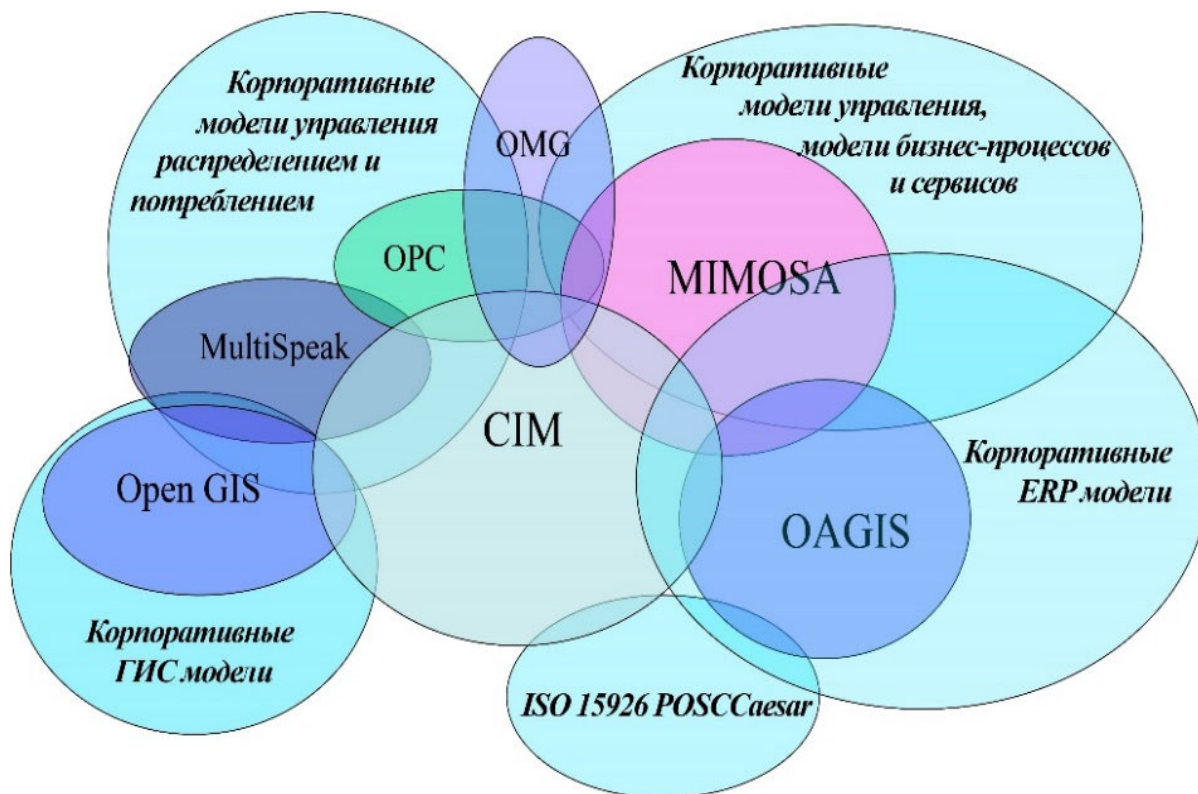 Корпоративные
модели управления
распределением и
потреблением
OMG
Корпоративные
модели управления,
модели бизнес-процессов
и сервисов
OPC
MIMOSA
MultiSpeak
CIM
Open GIS
Корпоративные
ERP модели
OAGIS
Корпоративные
ГИС модели
ISO 15926 POSCCaesar